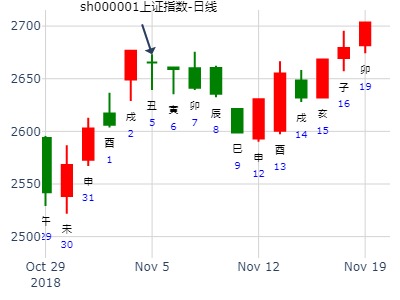 sh000001上证指数-日线
2700
2650
2600
2550
2500
午
29
未
30
申
31
酉
1
戌
2
丑
5
寅
6
卯
7
辰
8
巳
9
申
12
酉
13
戌
14
亥
15
子
16
卯
19
Oct 29
2018
Nov 5
Nov 12
Nov 19